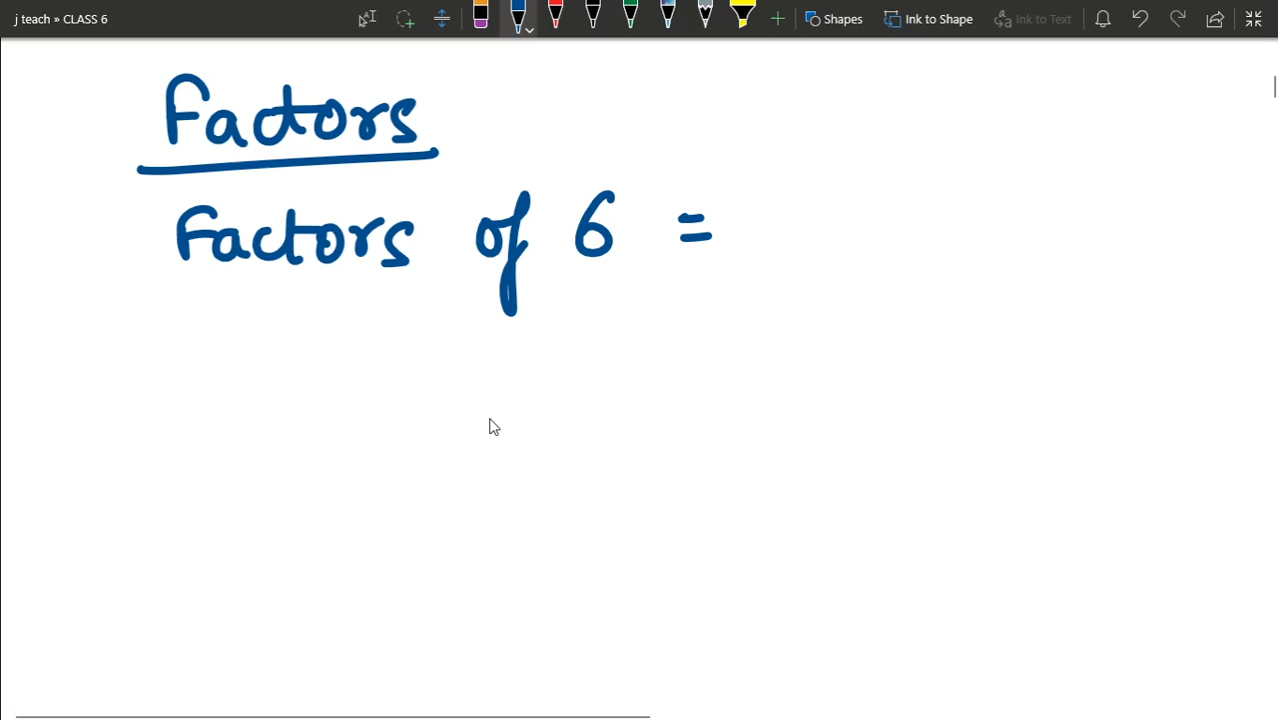 j teach » CLASS 6
Shapes
Ink to Shape
Ink to Text
Factors
Factors of 6 =